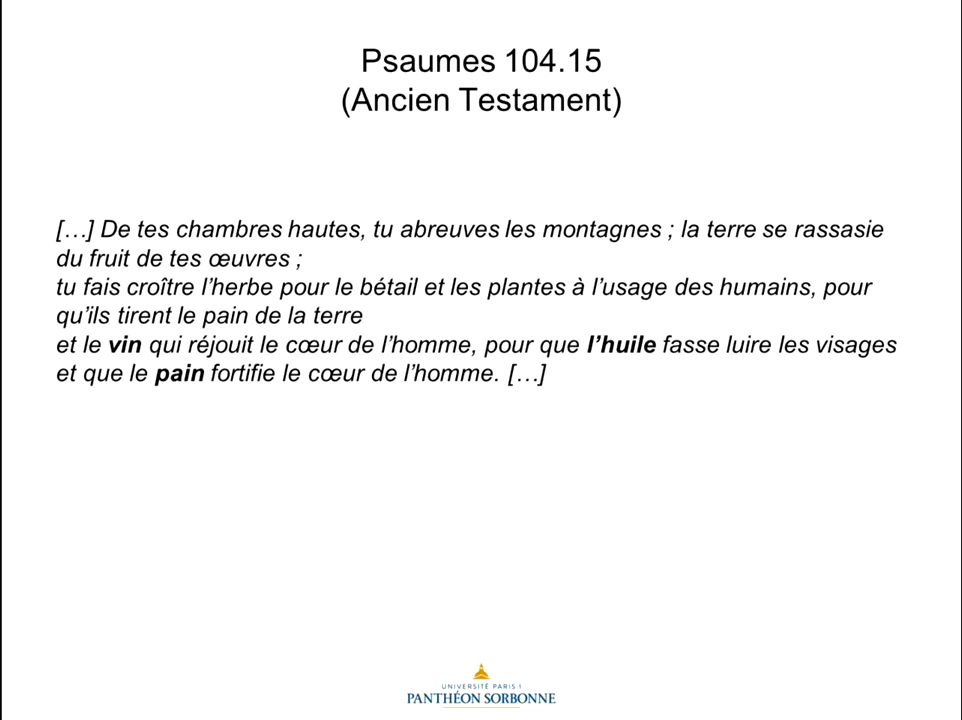 Psaumes 104.15
(Ancien Testament)
[…] De tes chambres hautes, tu abreuves les montagnes ; la terre se rassasie
du fruit de tes œuvres ;
tu fais croître l’herbe pour le bétail et les plantes à l’usage des humains, pour
qu’ils tirent le pain de la terre
et le vin qui réjouit le cœur de l’homme, pour que l’huile fasse luire les visages
et que le pain fortifie le cœur de l’homme. […]
UNIVERSITÉ PARIS 1
PANTHÉON SORBONNE